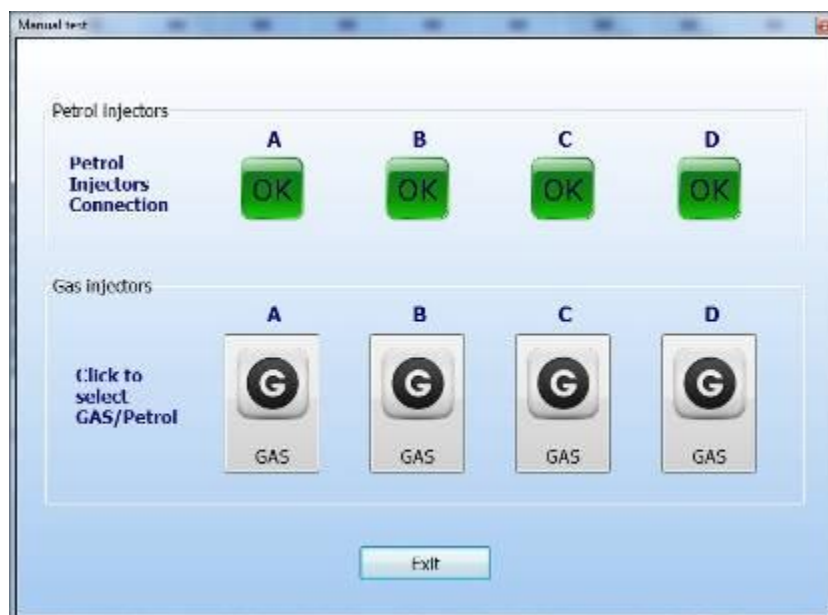 Manual test
Petrol Injectors
A B C D
Petrol
Injectors
Connection
OK OK OK OK
Gas injectors
A B C D
Click to
select
GAS/Petrol
G G G G
GAS GAS GAS GAS
Exit